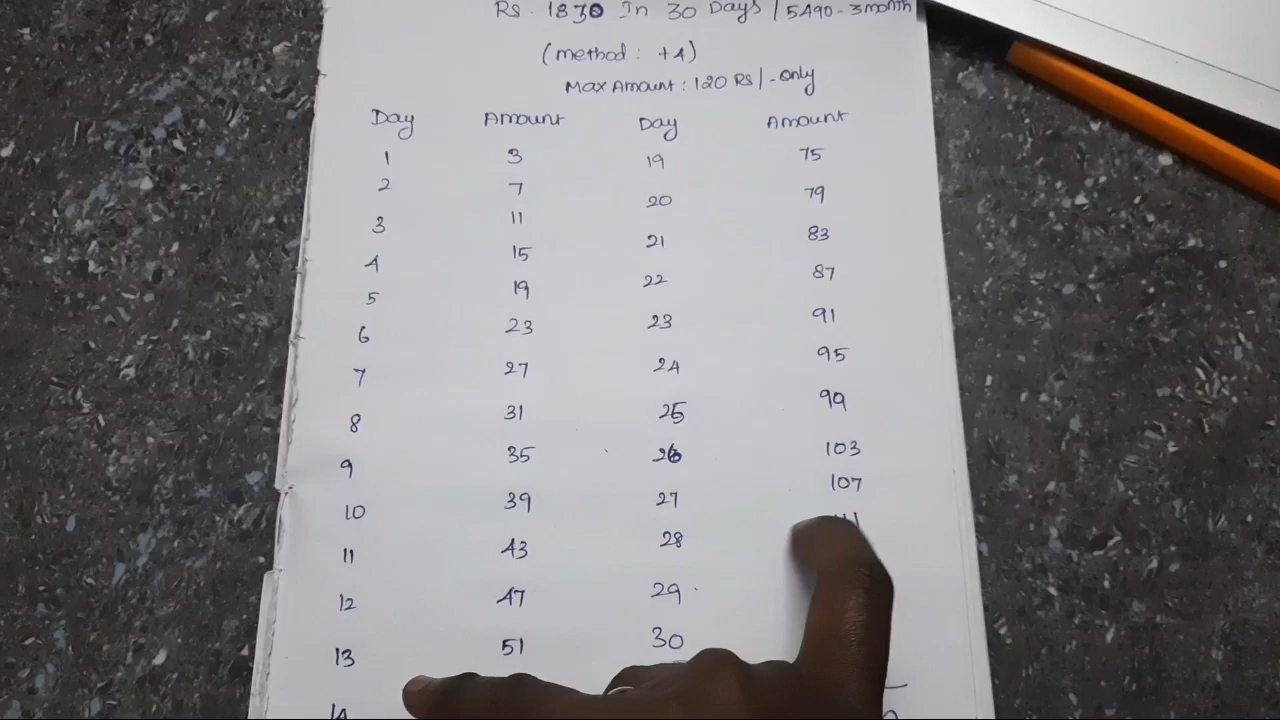 Rs. 1830 In 30 Days / 5490 - 3 month
(method : +4)
Max Amount : 120 Rs/- only
Day Amount Day Amount
1 3 19 75
2 7 20 79
3 11 21 83
4 15 22 87
5 19 23 91
6 23 23 95
7 27 24 99
8 31 25 103
9 35 26 107
10 39 27
11 43 28
12 47 29
13 51 30
14